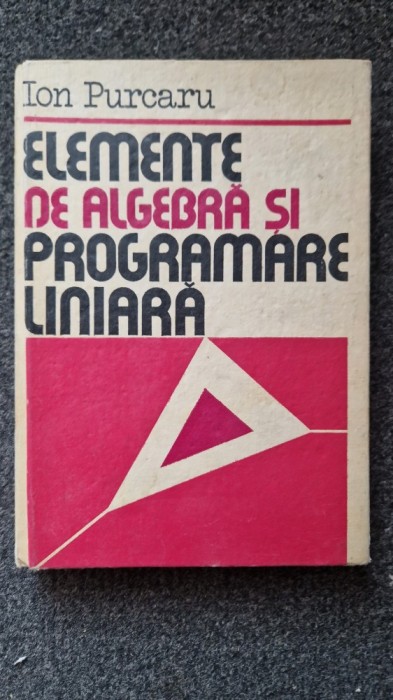 Ion Purcaru
ELEMENTE
DE ALGEBRĂ ȘI
PROGRAMARE
LINIARĂ